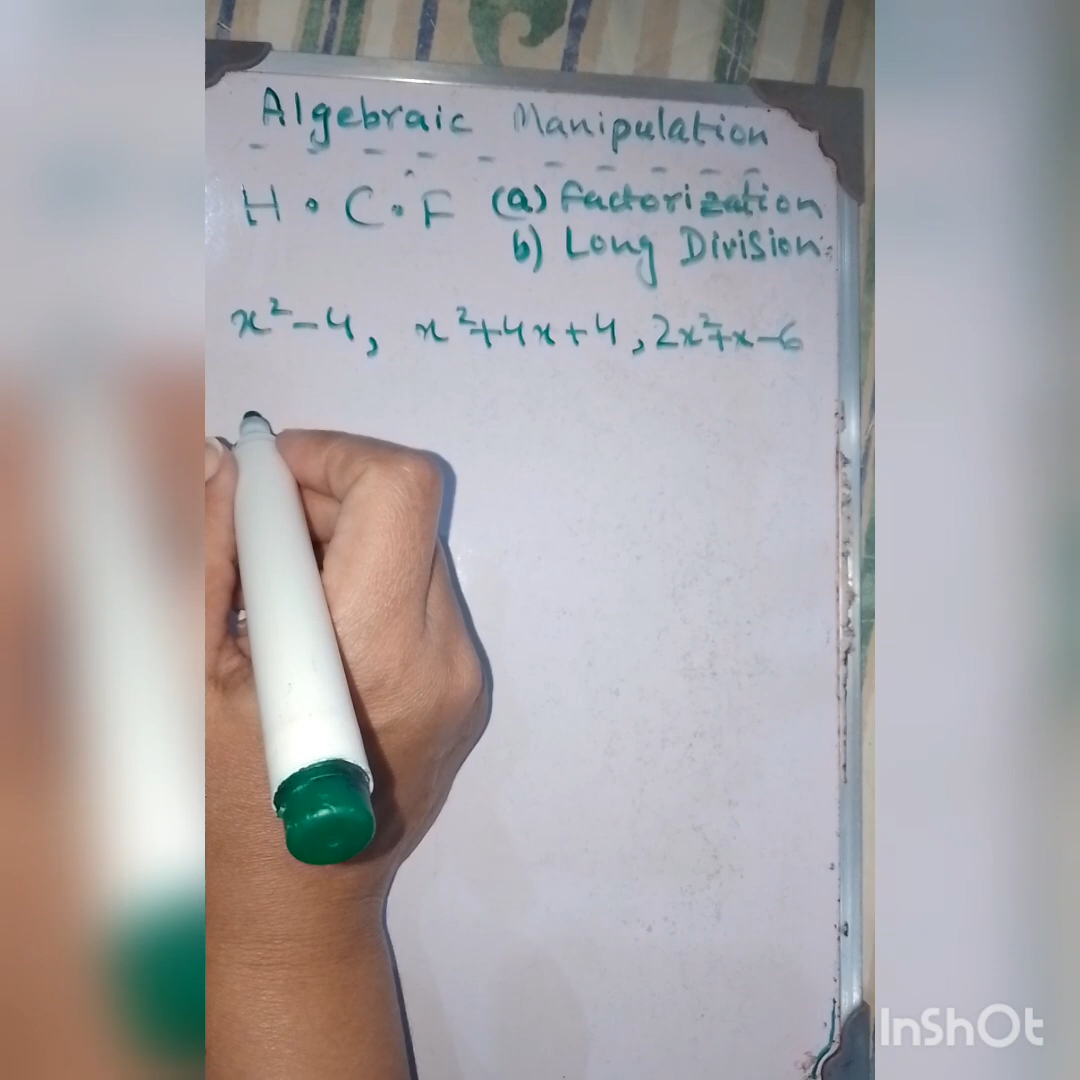 Algebraic Manipulation
H.C.F (a) Factorization
b) Long Division:
x²-4, x²+4x+4, 2x²+x-6
InShOt